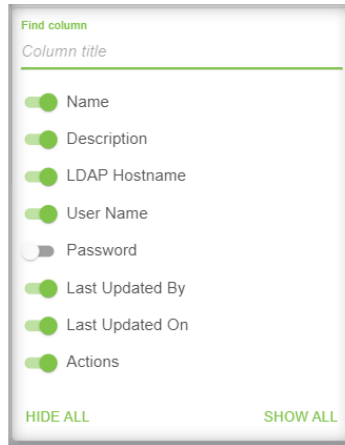 Find column
Column title
Name
Description
LDAP Hostname
User Name
Password
Last Updated By
Last Updated On
Actions
HIDE ALL SHOW ALL